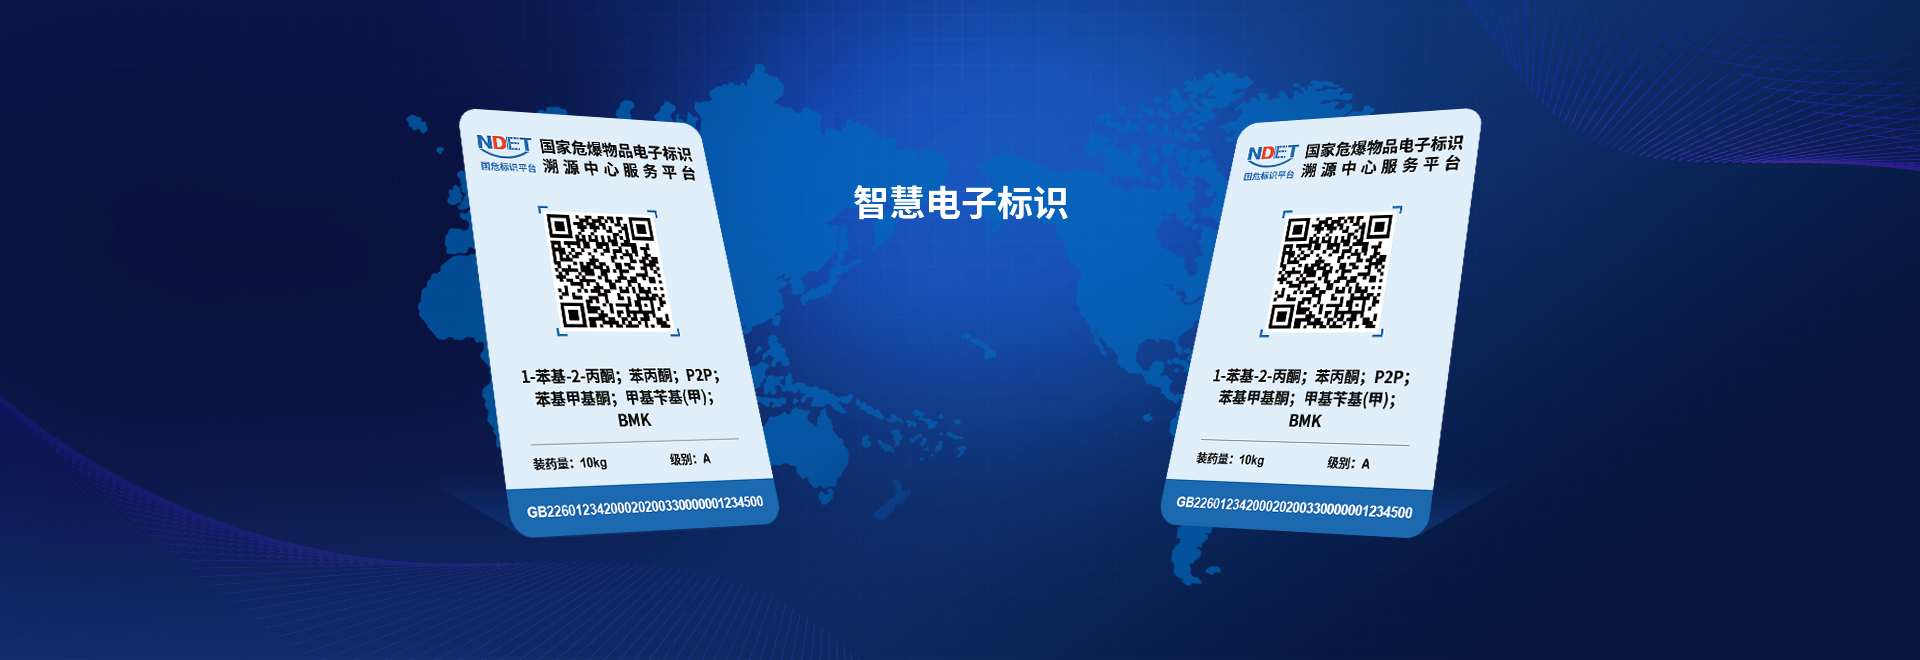 NDET
国危标识平台
国家危爆物品电子标识
溯源中心服务平台
1-苯基-2-丙酮；苯丙酮；P2P；
苯基甲基酮；甲基苄基(甲)；
BMK
装药量：10kg
级别：A
GB22601234200020200330000001234500
智慧电子标识
NDET
国危标识平台
国家危爆物品电子标识
溯源中心服务平台
1-苯基-2-丙酮；苯丙酮；P2P；
苯基甲基酮；甲基苄基(甲)；
BMK
装药量：10kg
级别：A
GB22601234200020200330000001234500